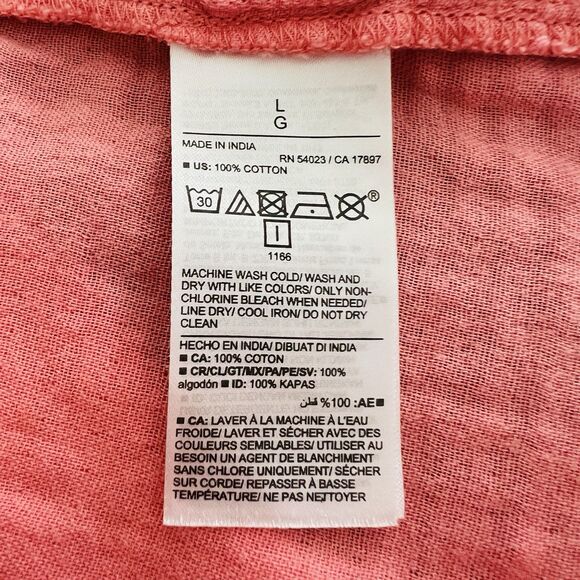 L
G
MADE IN INDIA
RN 54023 / CA 17897
■ US: 100% COTTON
30
®
1166
MACHINE WASH COLD/ WASH AND
DRY WITH LIKE COLORS/ ONLY NON-
CHLORINE BLEACH WHEN NEEDED/
LINE DRY/ COOL IRON/ DO NOT DRY
CLEAN
HECHO EN INDIA/ DIBUAT DI INDIA
■ CA: 100% COTON
■ CR/CL/GT/MX/PA/PE/SV: 100%
algodón ■ ID: 100% KAPAS
■AE: 100% قطن
■ CA: LAVER À LA MACHINE À L'EAU
FROIDE/ LAVER ET SÉCHER AVEC DES
COULEURS SEMBLABLES/ UTILISER AU
BESOIN UN AGENT DE BLANCHIMENT
SANS CHLORE UNIQUEMENT/ SÉCHER
SUR CORDE/ REPASSER À BASSE
TEMPÉRATURE/ NE PAS NETTOYER